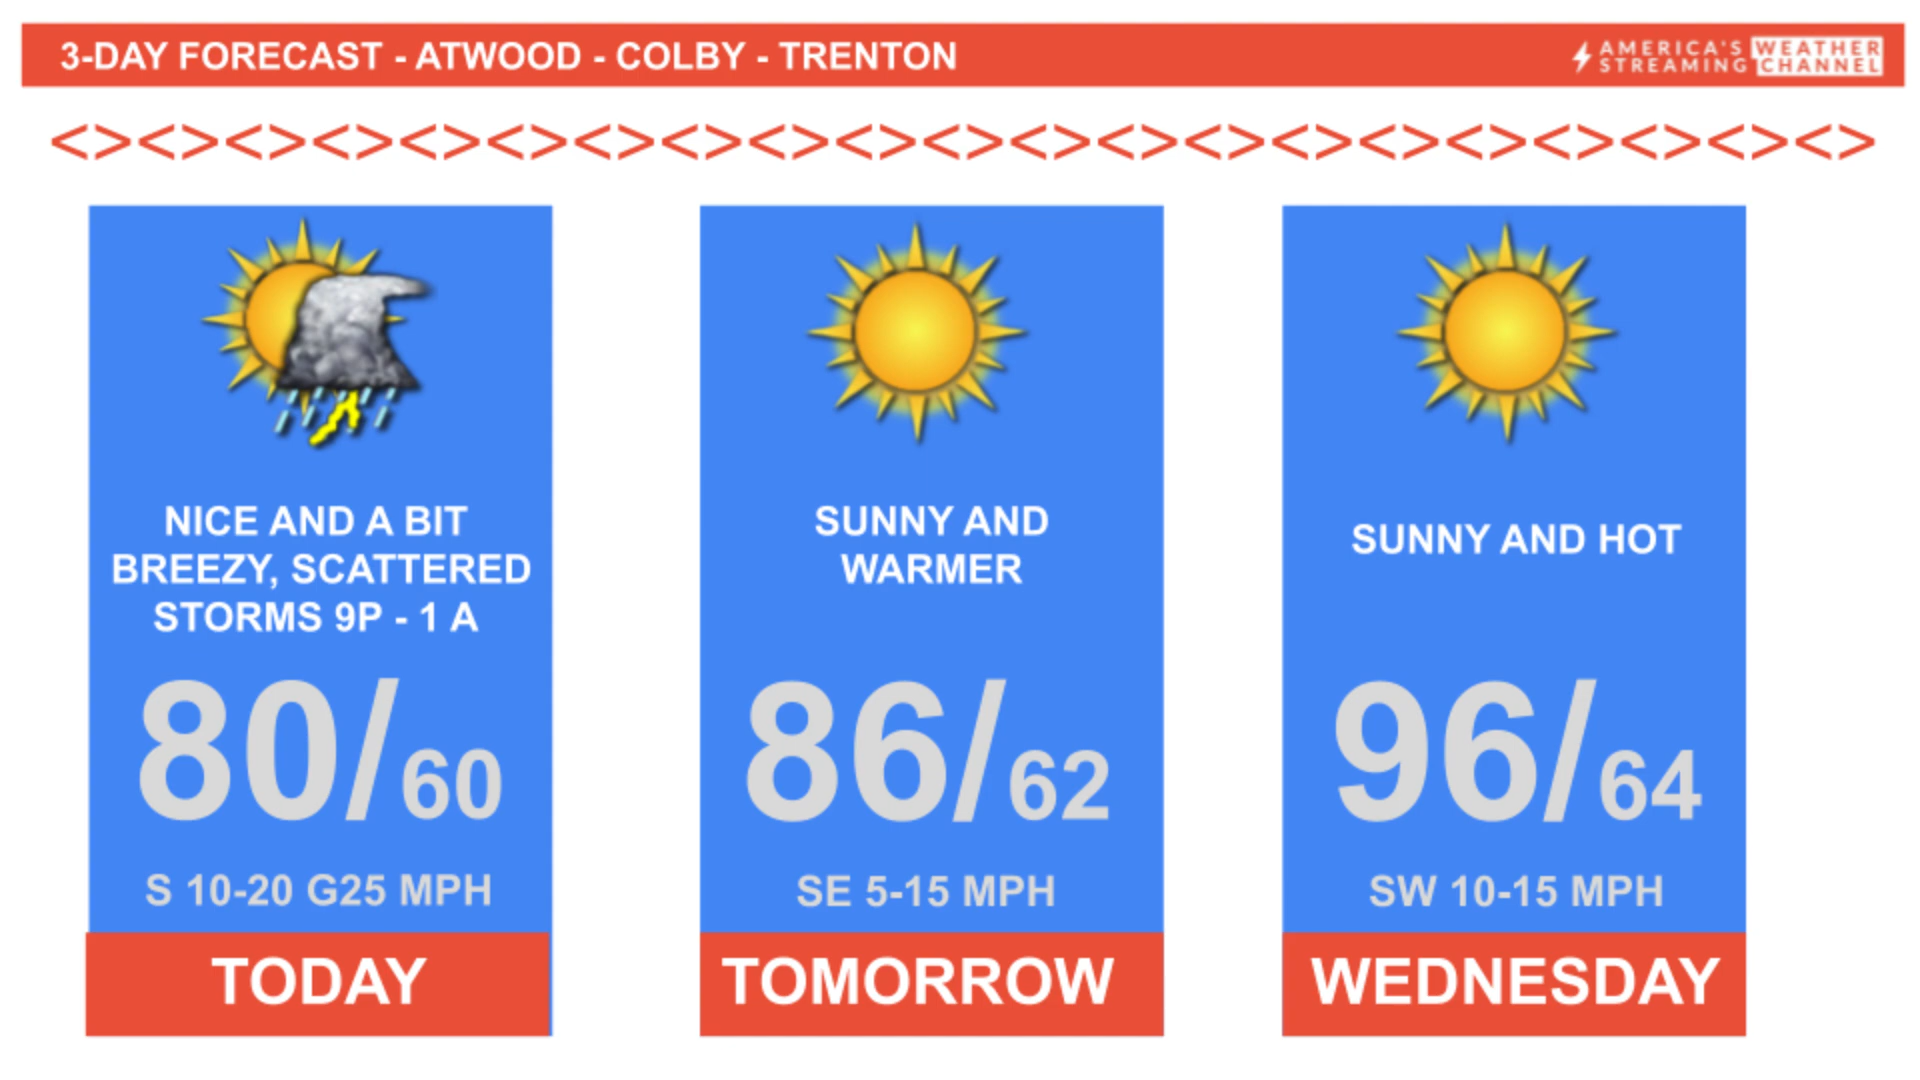 3-DAY FORECAST - ATWOOD - COLBY - TRENTON
AMERICA'S
STREAMING
WEATHER
CHANNEL
<><><><><><><><><><><><><><><><><><><><><>
NICE AND A BIT
BREEZY, SCATTERED
STORMS 9P - 1 A
80/60
S 10-20 G25 MPH
TODAY
SUNNY AND
WARMER
86/62
SE 5-15 MPH
TOMORROW
SUNNY AND HOT
96/64
SW 10-15 MPH
WEDNESDAY